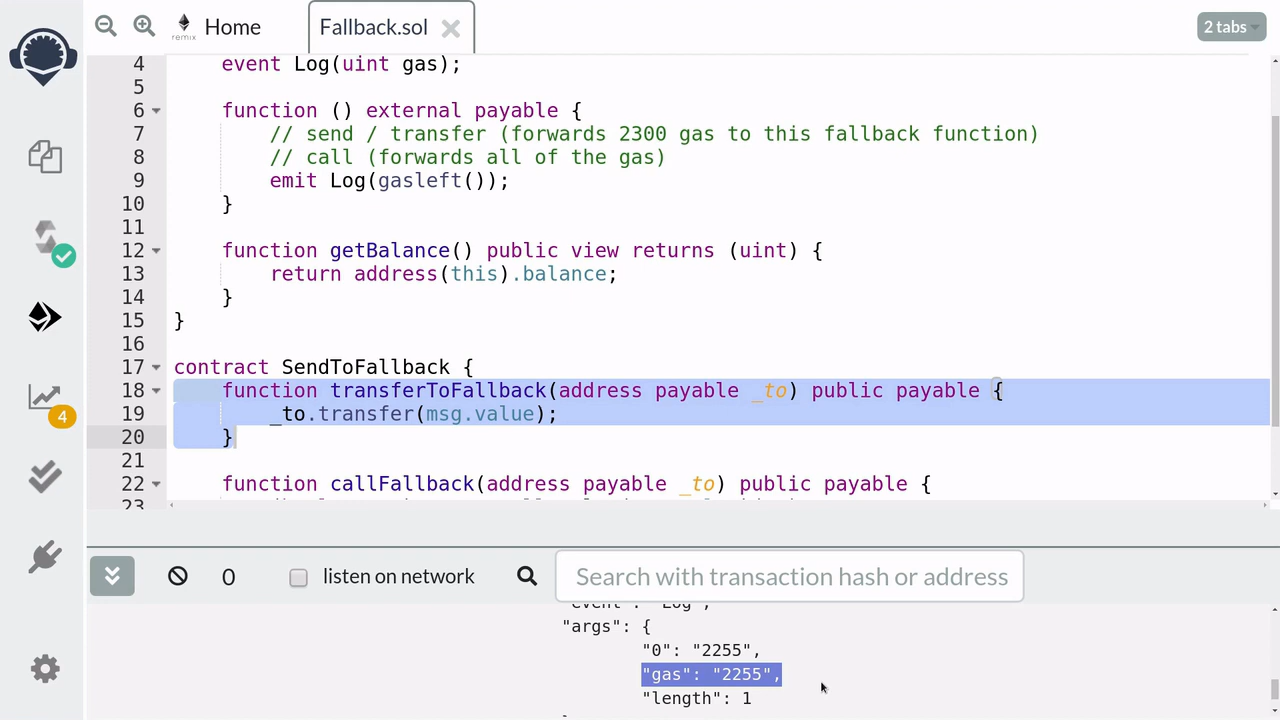 Home
Fallback.sol
2 tabs
remix
4 event Log(uint gas);
5
6 function () external payable {
7 // send / transfer (forwards 2300 gas to this fallback function)
8 // call (forwards all of the gas)
9 emit Log(gasleft());
10 }
11
12 function getBalance() public view returns (uint) {
13 return address(this).balance;
14 }
15 }
16
17 contract SendToFallback {
18 function transferToFallback(address payable _to) public payable {
19 _to.transfer(msg.value);
20 }
21
22 function callFallback(address payable _to) public payable {
23
4
0
listen on network
Search with transaction hash or address
"event": "Log",
"args": {
"0": "2255",
"gas": "2255",
"length": 1